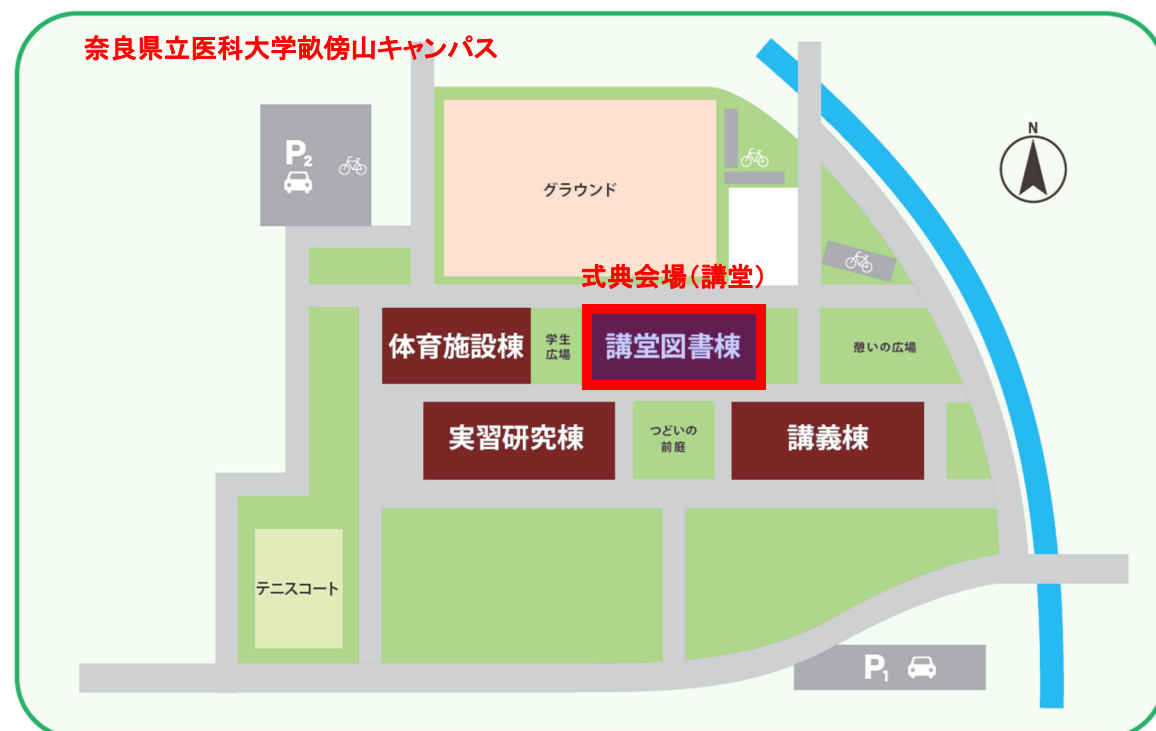 奈良県立医科大学畝傍山キャンパス
N
P2
グラウンド
式典会場(講堂)
体育施設棟
学生
広場
講堂図書棟
憩いの広場
実習研究棟
つどいの
前庭
講義棟
テニスコート
P1